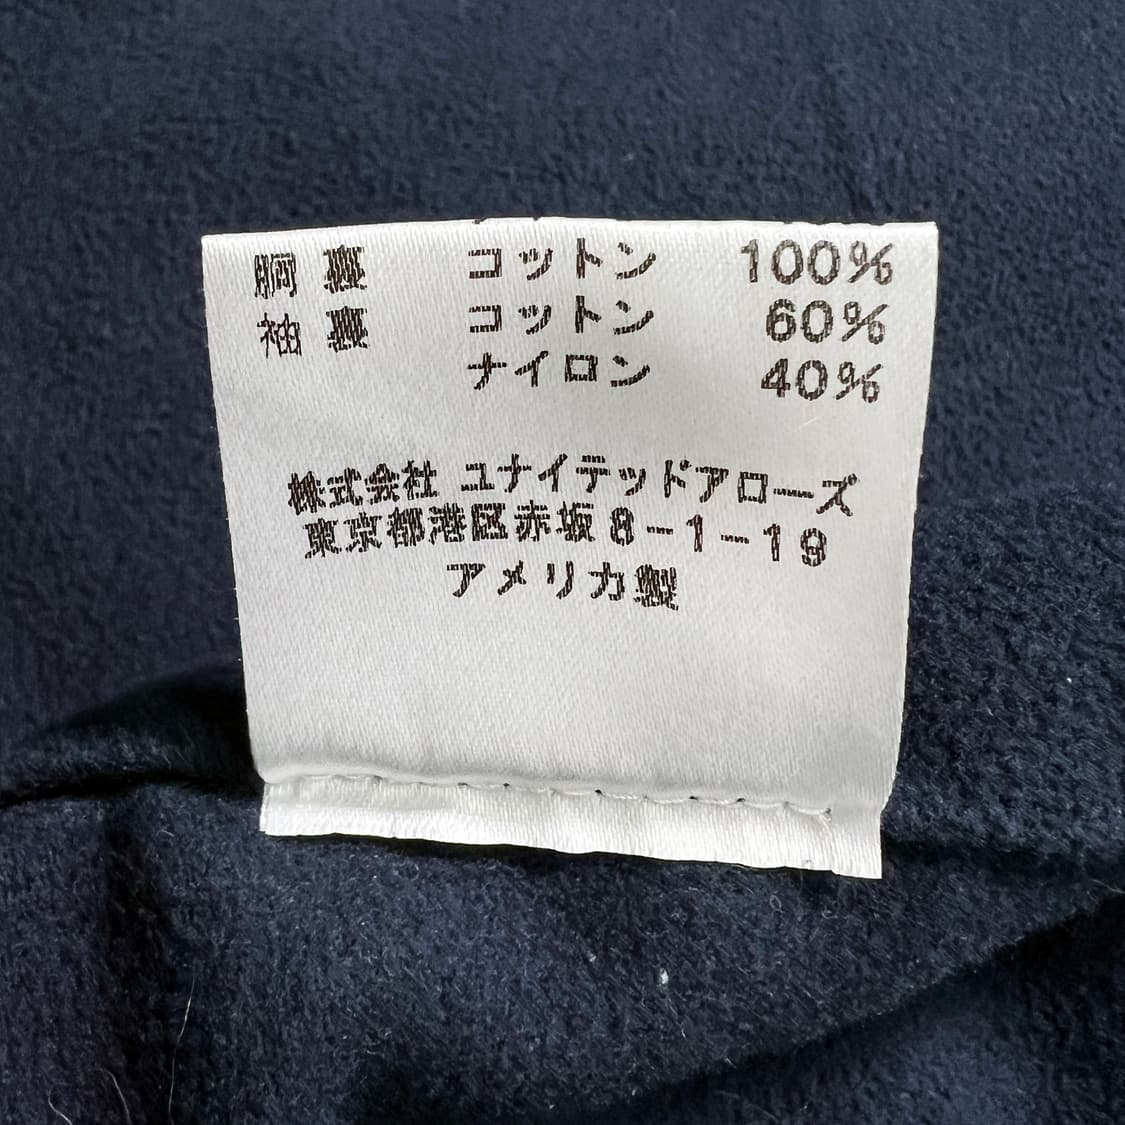 胴 裏 コットン 100%
袖 裏 コットン 60%
ナイロン 40%
株式会社 ユナイテッドアローズ
東京都港区赤坂8-1-19
アメリカ製